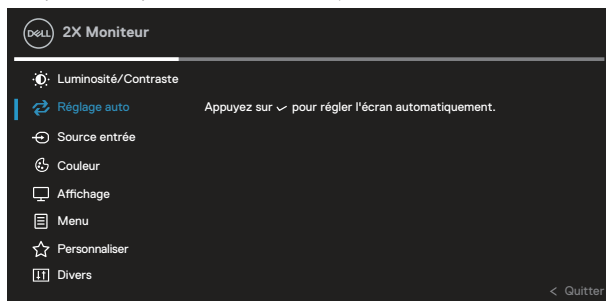 DELL 2X Moniteur
Luminosité/Contraste
Réglage auto Appuyez sur ✓ pour régler l'écran automatiquement.
Source entrée
Couleur
Affichage
Menu
Personnaliser
Divers
< Quitter